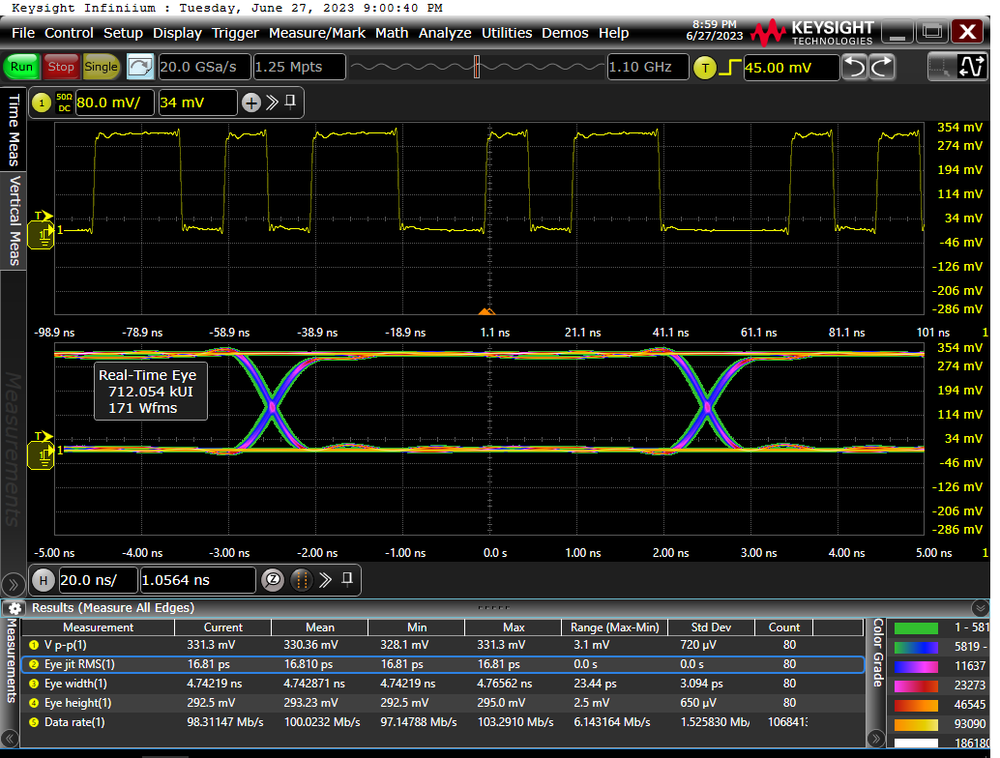 Keysight Infiniium : Tuesday, June 27, 2023 9:00:40 PM
File Control Setup Display Trigger Measure/Mark Math Analyze Utilities Demos Help
8:59 PM
6/27/2023
KEYSIGHT
TECHNOLOGIES
Run Stop Single 20.0 GSa/s 1.25 Mpts 1.10 GHz T 45.00 mV
1 50Ω DC 80.0 mV/ 34 mV
Time Meas
Vertical Meas
354 mV
274 mV
194 mV
114 mV
34 mV
-46 mV
-126 mV
-206 mV
-286 mV
T
1 1
-98.9 ns -78.9 ns -58.9 ns -38.9 ns -18.9 ns 1.1 ns 21.1 ns 41.1 ns 61.1 ns 81.1 ns 101 ns 1
354 mV
274 mV
194 mV
114 mV
34 mV
-46 mV
-126 mV
-206 mV
-286 mV
Real-Time Eye
712.054 kUI
171 Wfms
T
1 1
Measurements
-5.00 ns -4.00 ns -3.00 ns -2.00 ns -1.00 ns 0.0 s 1.00 ns 2.00 ns 3.00 ns 4.00 ns 5.00 ns 1
H 20.0 ns/ 1.0564 ns Z
Results (Measure All Edges)
Measurements
Measurement Current Mean Min Max Range (Max-Min) Std Dev Count
1 V p-p(1) 331.3 mV 330.36 mV 328.1 mV 331.3 mV 3.1 mV 720 µV 80
2 Eye jit RMS(1) 16.81 ps 16.810 ps 16.81 ps 16.81 ps 0.0 s 0.0 s 80
3 Eye width(1) 4.74219 ns 4.742871 ns 4.74219 ns 4.76562 ns 23.44 ps 3.094 ps 80
4 Eye height(1) 292.5 mV 293.23 mV 292.5 mV 295.0 mV 2.5 mV 650 µV 80
5 Data rate(1) 98.31147 Mb/s 100.0232 Mb/s 97.14788 Mb/s 103.2910 Mb/s 6.143164 Mb/s 1.525830 Mb/ 106841
Color Grade
1 - 581
5819 -
11637
23273
46545
93090
186180